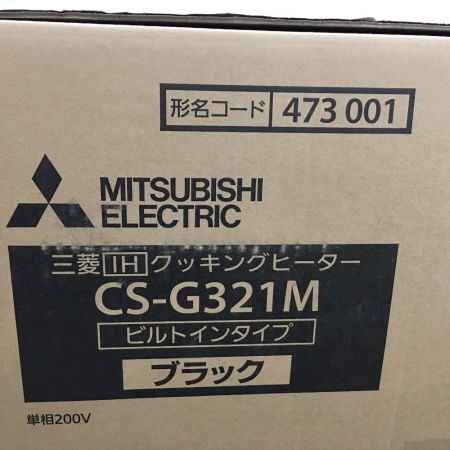 形名コード 473 001
MITSUBISHI
ELECTRIC
三菱 IH クッキングヒーター
CS-G321M
ビルトインタイプ
ブラック
単相200V